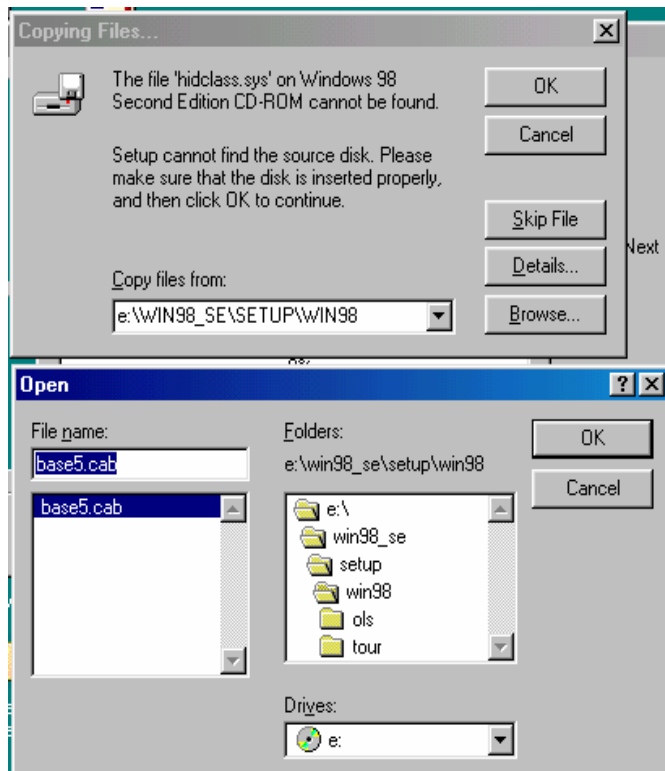 Copying Files...
The file 'hidclass.sys' on Windows 98
Second Edition CD-ROM cannot be found.
Setup cannot find the source disk. Please
make sure that the disk is inserted properly,
and then click OK to continue.
Copy files from:
e:\WIN98_SE\SETUP\WIN98
OK
Cancel
Skip File
Details...
Browse...
Next
Open
File name:
base5.cab
base5.cab
Folders:
e:\win98_se\setup\win98
e:\
win98_se
setup
win98
ols
tour
Drives:
e:
OK
Cancel